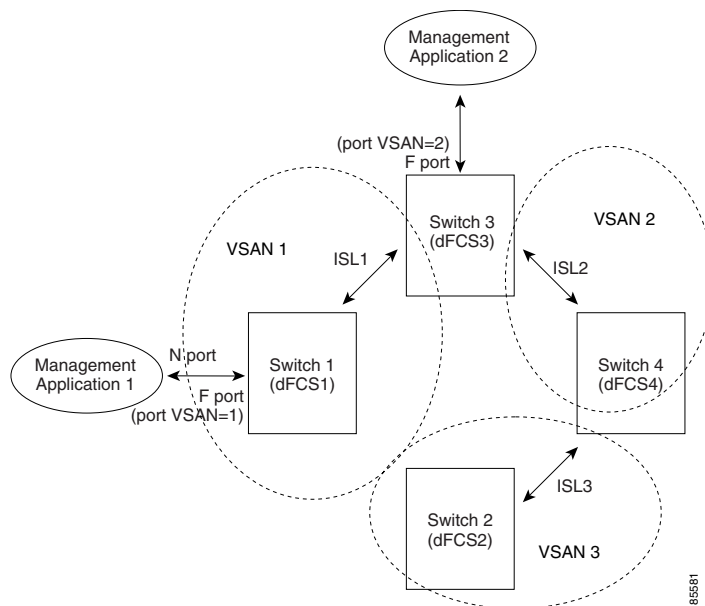 Management
Application 2
(port VSAN=2)
F port
Switch 3
(dFCS3)
VSAN 2
VSAN 1
ISL1
ISL2
Management
Application 1
N port
F port
(port VSAN=1)
Switch 1
(dFCS1)
Switch 4
(dFCS4)
ISL3
Switch 2
(dFCS2)
VSAN 3
85581